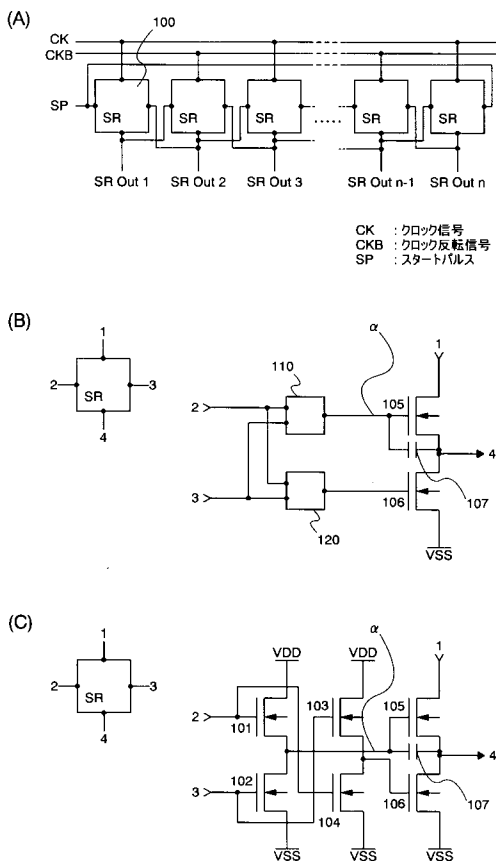 (A)
100
CK
CKB
SP
SR
SR
SR
.....
SR
SR
SR Out 1
SR Out 2
SR Out 3
SR Out n-1
SR Out n
CK : クロック信号
CKB : クロック反転信号
SP : スタートパルス
(B)
1
2
SR
3
4
110
α
1
2
105
4
3
106
107
120
VSS
(C)
1
2
SR
3
4
VDD
VDD
α
1
2
101
103
105
4
3
102
104
106
107
VSS
VSS
VSS